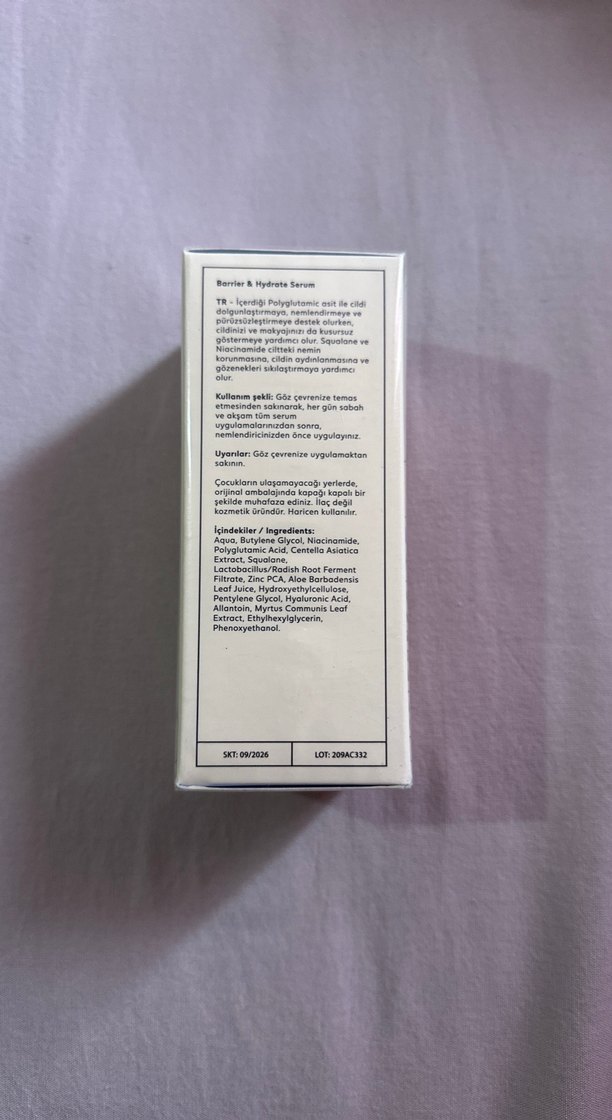 Barrier & Hydrate Serum
TR - İçerdiği Polyglutamic asit ile cildi
dolgunlaştırmaya, nemlendirmeye ve
pürüzsüzleştirmeye destek olurken,
cildinizi ve makyajınızı da kusursuz
göstermeye yardımcı olur. Squalane ve
Niacinamide ciltteki nemin
korunmasına, cildin aydınlanmasına ve
gözenekleri sıkılaştırmaya yardımcı
olur.
Kullanım şekli: Göz çevrenize temas
etmesinden sakınarak, her gün sabah
ve akşam tüm serum
uygulamalarınızdan sonra,
nemlendiricinizden önce uygulayınız.
Uyarılar: Göz çevrenize uygulamaktan
sakının.
Çocukların ulaşamayacağı yerlerde,
orijinal ambalajında kapağı kapalı bir
şekilde muhafaza ediniz. İlaç değil
kozmetik üründür. Haricen kullanılır.
İçindekiler / Ingredients:
Aqua, Butylene Glycol, Niacinamide,
Polyglutamic Acid, Centella Asiatica
Extract, Squalane,
Lactobacillus/Radish Root Ferment
Filtrate, Zinc PCA, Aloe Barbadensis
Leaf Juice, Hydroxyethylcellulose,
Pentylene Glycol, Hyaluronic Acid,
Allantoin, Myrtus Communis Leaf
Extract, Ethylhexylglycerin,
Phenoxyethanol.
SKT: 09/2026
LOT: 209AC332